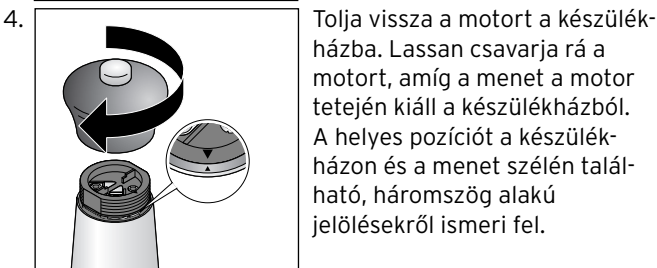 4. Tolja vissza a motort a készülék-
házba. Lassan csavarja rá a
motort, amíg a menet a motor
tetején kiáll a készülékházból.
A helyes pozíciót a készülék-
házon és a menet szélén talál-
ható, háromszög alakú
jelölésekről ismeri fel.